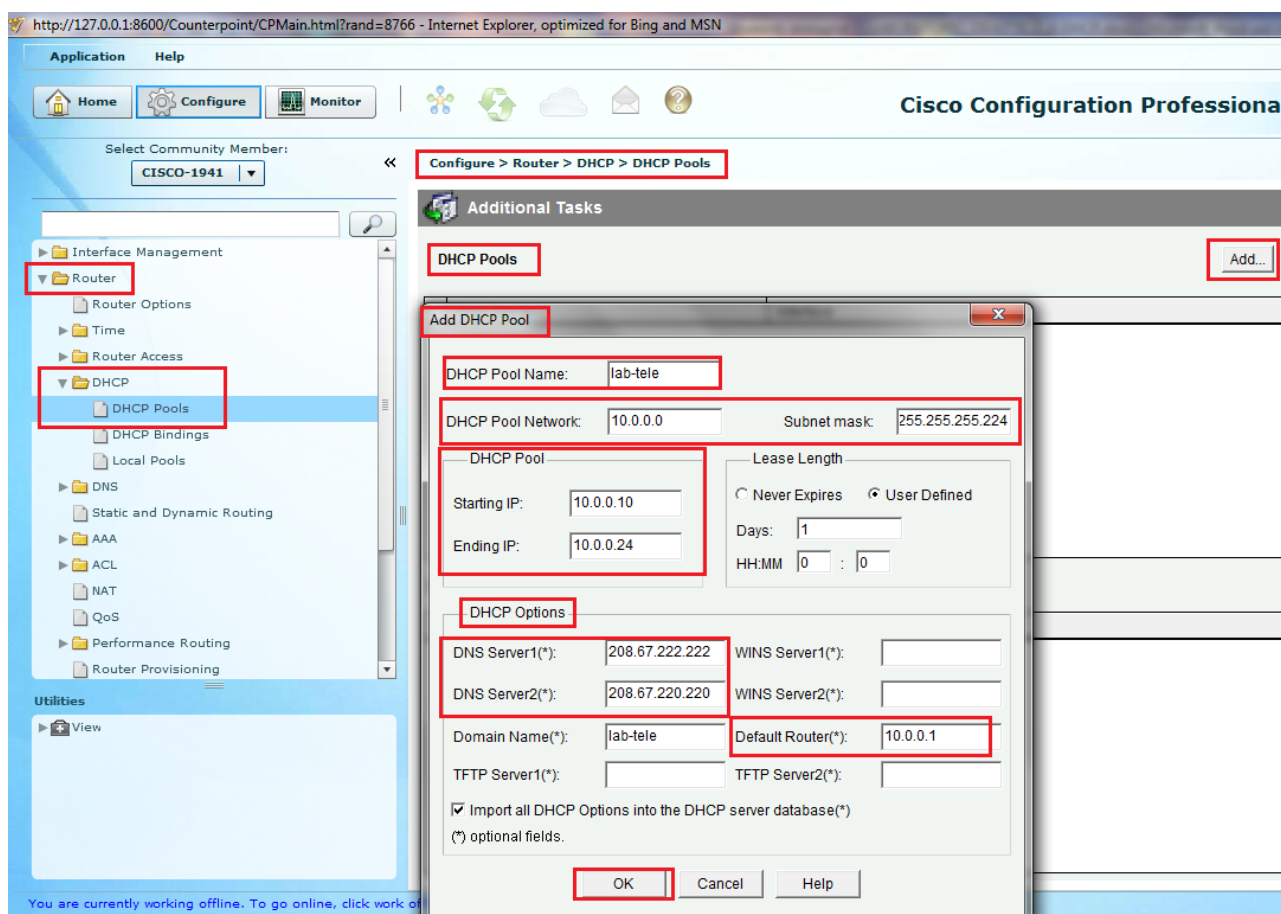 http://127.0.0.1:8600/Counterpoint/CPMain.html?rand=8766 - Internet Explorer, optimized for Bing and MSN
Application Help
Home Configure Monitor
Cisco Configuration Professiona
Select Community Member:
CISCO-1941
Configure > Router > DHCP > DHCP Pools
Additional Tasks
DHCP Pools
Add...
Interface Management
Router
Router Options
Time
Router Access
DHCP
DHCP Pools
DHCP Bindings
Local Pools
DNS
Static and Dynamic Routing
AAA
ACL
NAT
QoS
Performance Routing
Router Provisioning
Utilities
View
Add DHCP Pool
DHCP Pool Name: lab-tele
DHCP Pool Network: 10.0.0.0 Subnet mask: 255.255.255.224
DHCP Pool
Starting IP: 10.0.0.10
Ending IP: 10.0.0.24
Lease Length
Never Expires User Defined
Days: 1
HH:MM 0 : 0
DHCP Options
DNS Server1(*): 208.67.222.222 WINS Server1(*):
DNS Server2(*): 208.67.220.220 WINS Server2(*):
Domain Name(*): lab-tele Default Router(*): 10.0.0.1
TFTP Server1(*): TFTP Server2(*):
Import all DHCP Options into the DHCP server database(*)
(*) optional fields.
OK Cancel Help
You are currently working offline. To go online, click work of